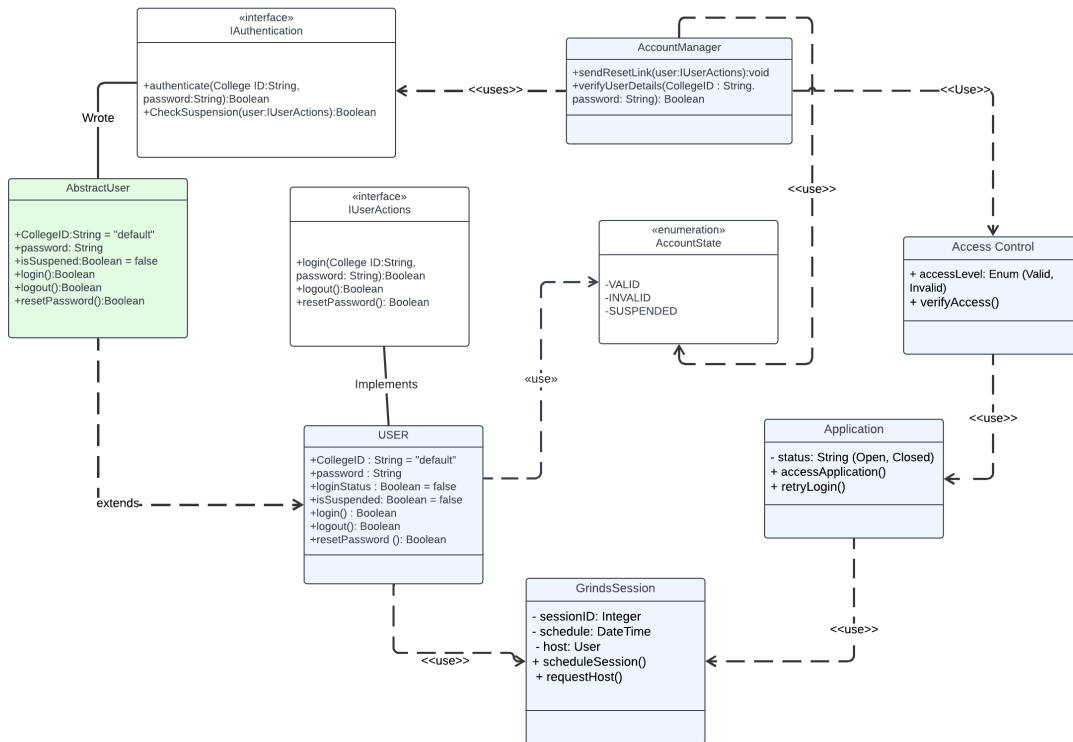 «interface»
IAuthentication
+authenticate(College ID:String,
password:String):Boolean
+CheckSuspension(user:IUserActions):Boolean
AccountManager
+sendResetLink(user:IUserActions):void
+verifyUserDetails(CollegeID : String.
password: String): Boolean
<<uses>>
<<Use>>
Wrote
AbstractUser
+CollegeID:String = "default"
+password: String
+isSuspened:Boolean = false
+login():Boolean
+logout():Boolean
+resetPassword():Boolean
«interface»
IUserActions
+login(College ID:String,
password: String):Boolean
+logout():Boolean
+resetPassword(): Boolean
<<use>>
«enumeration»
AccountState
-VALID
-INVALID
-SUSPENDED
Access Control
+ accessLevel: Enum (Valid,
Invalid)
+ verifyAccess()
Implements
«use»
<<use>>
USER
+CollegeID : String = "default"
+password : String
+loginStatus : Boolean = false
+isSuspended: Boolean = false
+login() : Boolean
+logout(): Boolean
+resetPassword (): Boolean
Application
- status: String (Open, Closed)
+ accessApplication()
+ retryLogin()
extends
GrindsSession
- sessionID: Integer
- schedule: DateTime
- host: User
+ scheduleSession()
+ requestHost()
<<use>>
<<use>>